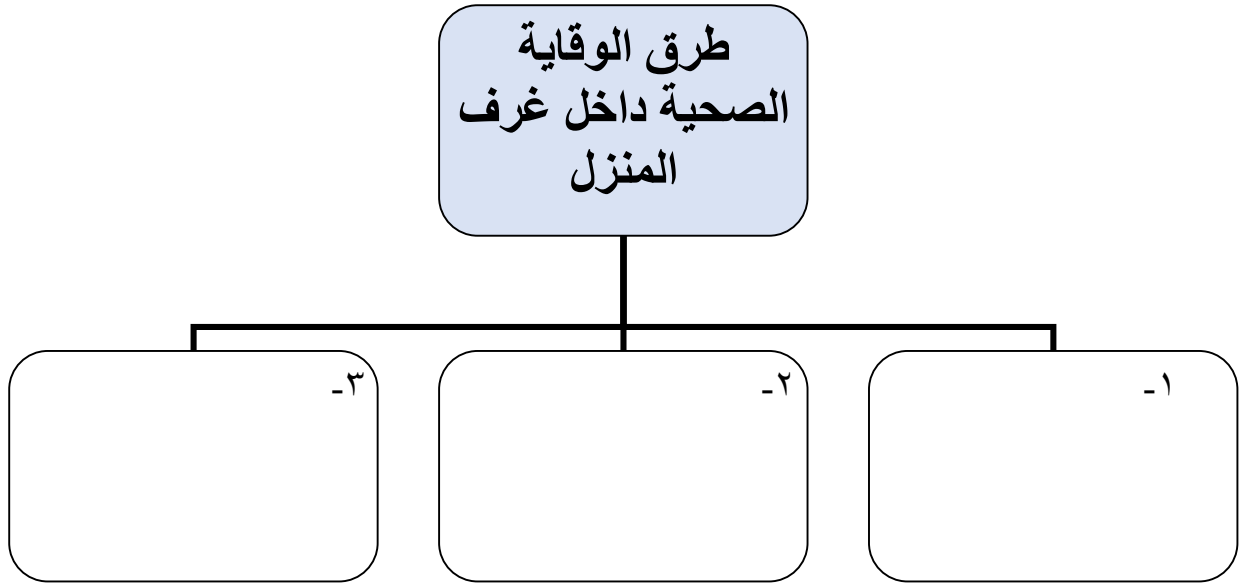 طرق الوقاية
الصحية داخل غرف
المنزل
١-
٢-
٣-